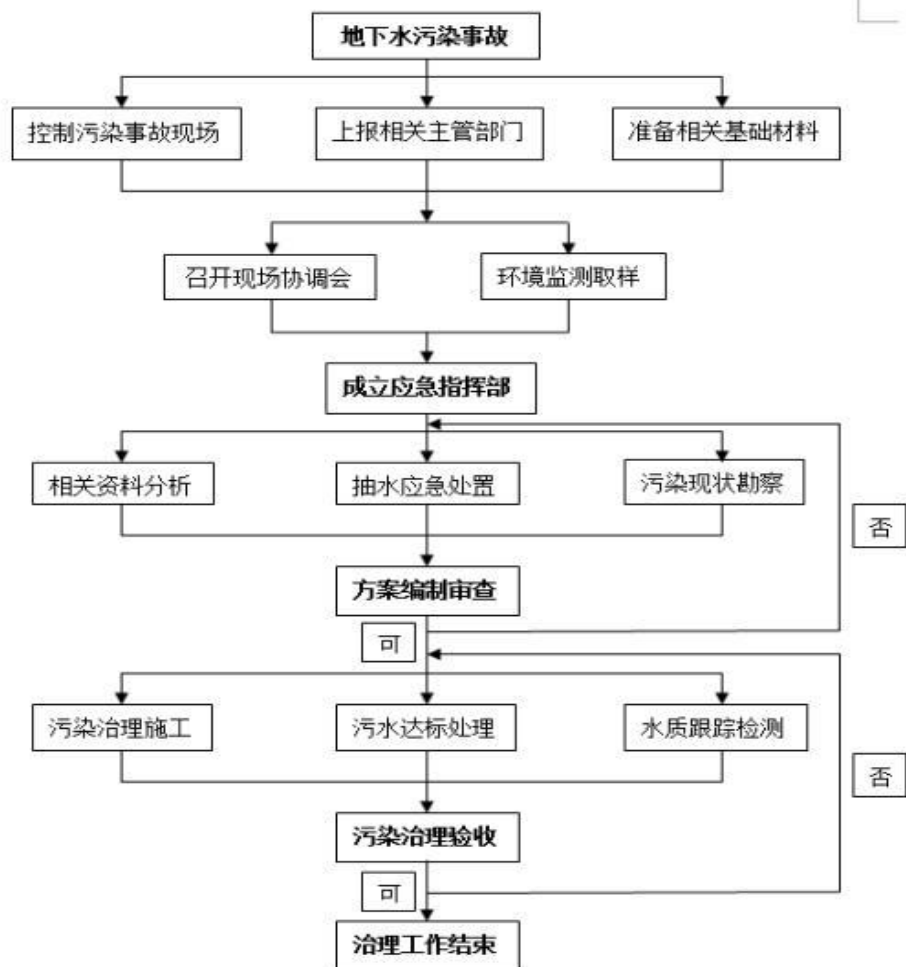 地下水污染事故
控制污染事故现场
上报相关主管部门
准备相关基础材料
召开现场协调会
环境监测取样
成立应急指挥部
相关资料分析
抽水应急处置
污染现状勘察
否
方案编制审查
可
污染治理施工
污水达标处理
水质跟踪检测
否
污染治理验收
可
治理工作结束